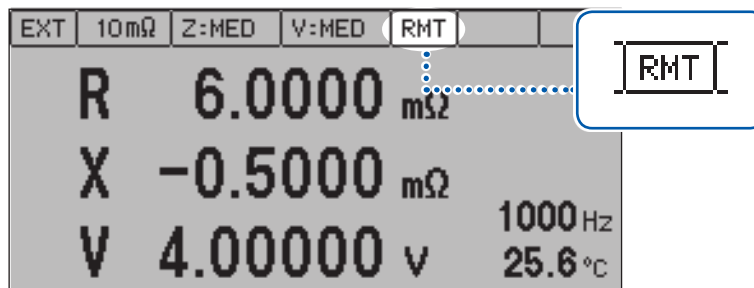 EXT 10mΩ Z:MED V:MED RMT
RMT
R 6.0000 mΩ
X -0.5000 mΩ
1000 Hz
V 4.00000 V
25.6 °C